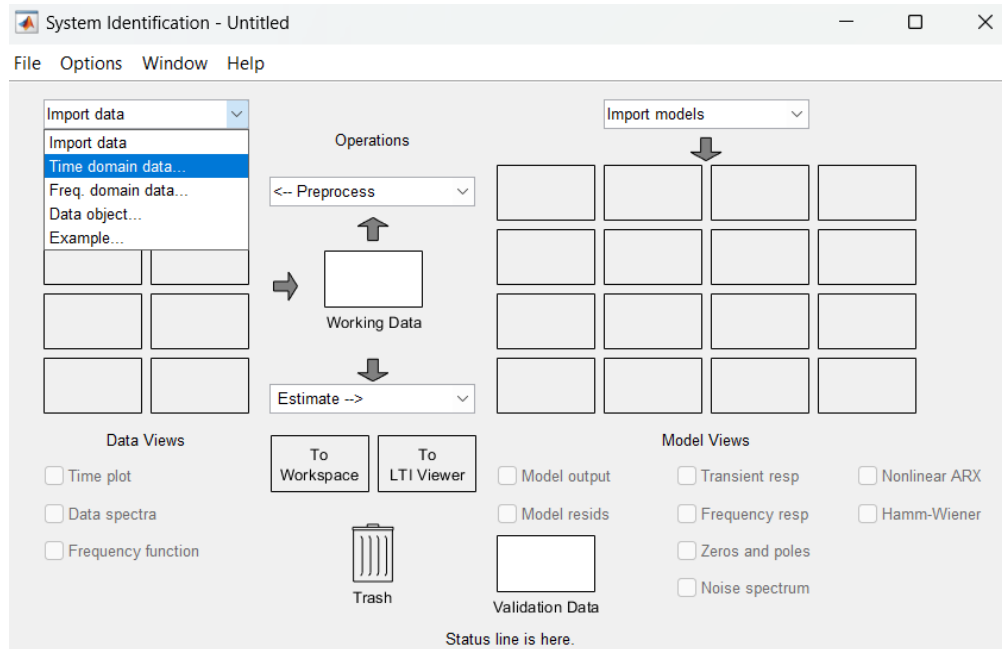 System Identification - Untitled
File Options Window Help
Import data
Import data
Time domain data...
Freq. domain data...
Data object...
Example...
Operations
<-- Preprocess
Working Data
Estimate -->
Import models
Data Views
Time plot
Data spectra
Frequency function
To
Workspace
To
LTI Viewer
Trash
Model Views
Model output
Transient resp
Nonlinear ARX
Model resids
Frequency resp
Hamm-Wiener
Zeros and poles
Noise spectrum
Validation Data
Status line is here.